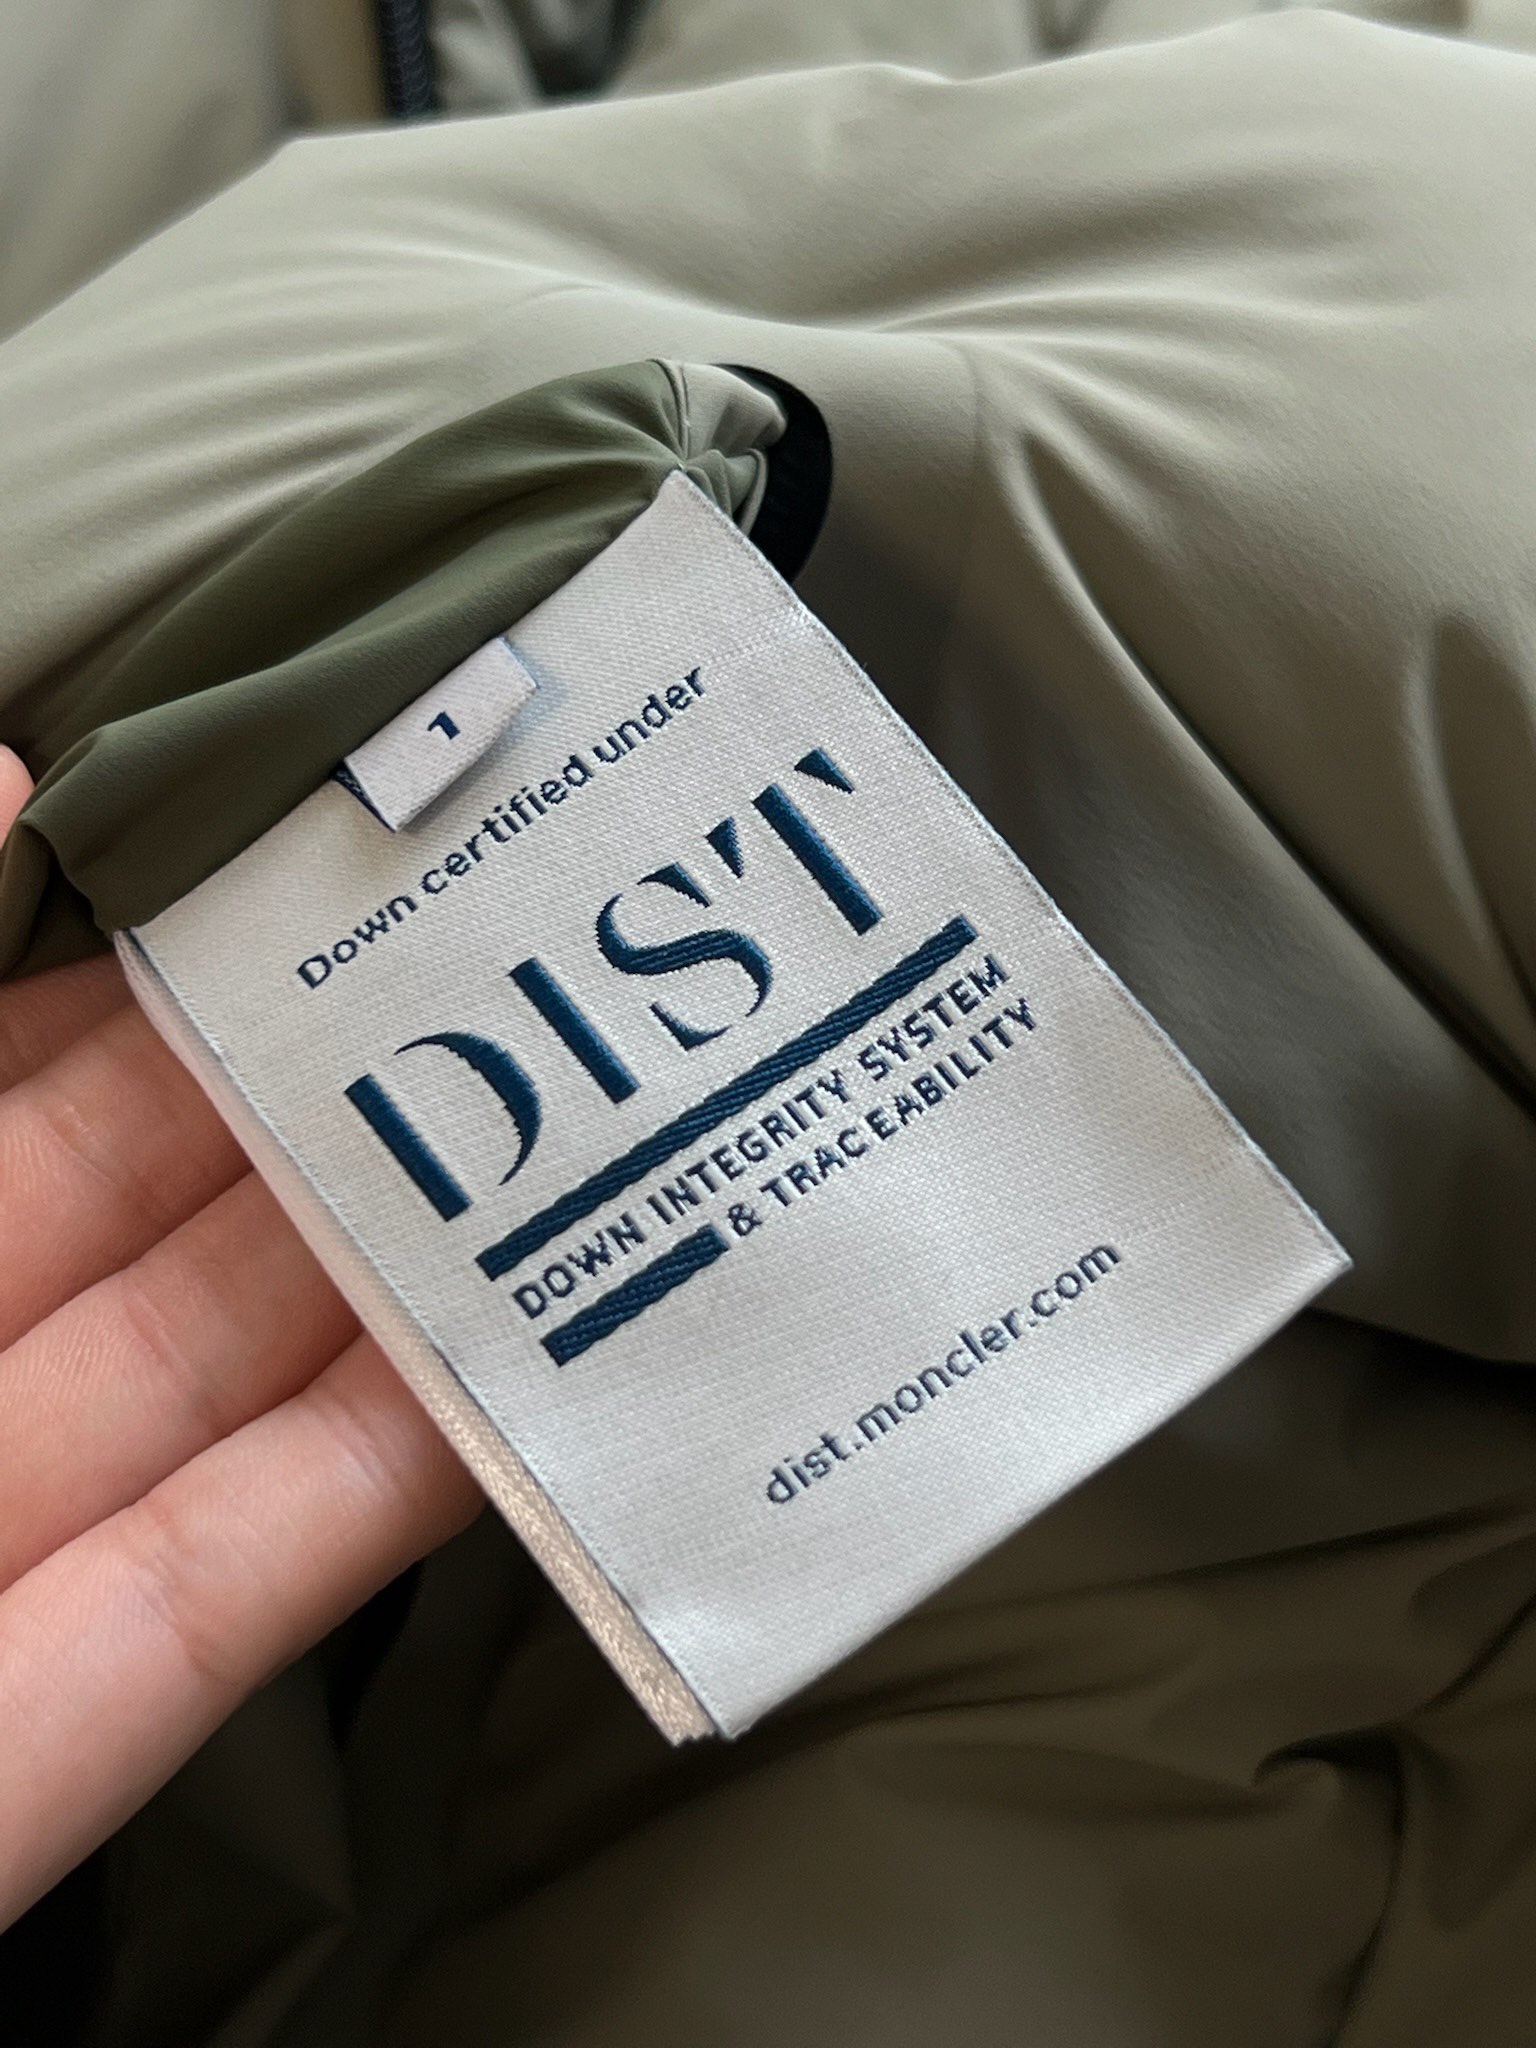 1
Down certified under
DIST
DOWN INTEGRITY SYSTEM
& TRACEABILITY
dist.moncler.com